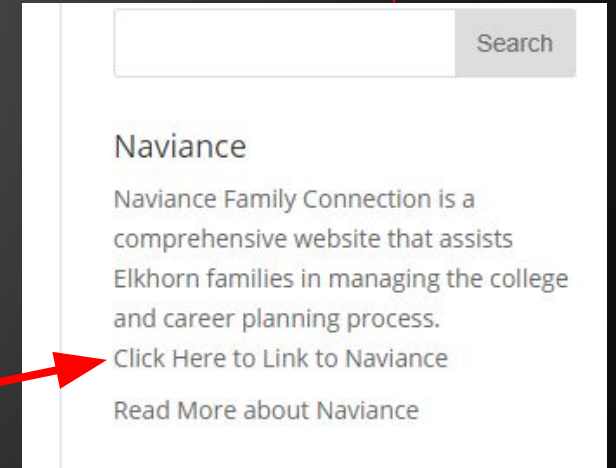 Search
Naviance
Naviance Family Connection is a
comprehensive website that assists
Elkhorn families in managing the college
and career planning process.
Click Here to Link to Naviance
Read More about Naviance